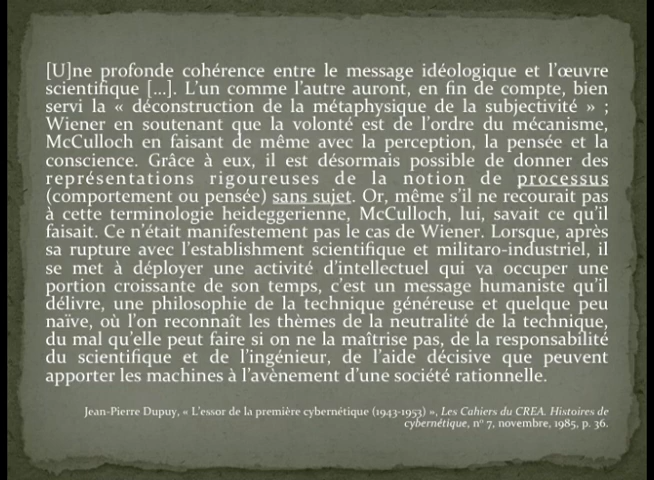 [U]ne profonde cohérence entre le message idéologique et l'œuvre
scientifique [...]. L'un comme l'autre auront, en fin de compte, bien
servi la « déconstruction de la métaphysique de la subjectivité » ;
Wiener en soutenant que la volonté est de l'ordre du mécanisme,
McCulloch en faisant de même avec la perception, la pensée et la
conscience. Grâce à eux, il est désormais possible de donner des
représentations rigoureuses de la notion de processus
(comportement ou pensée) sans sujet. Or, même s'il ne recourait pas
à cette terminologie heideggerienne, McCulloch, lui, savait ce qu'il
faisait. Ce n'était manifestement pas le cas de Wiener. Lorsque, après
sa rupture avec l'establishment scientifique et militaro-industriel, il
se met à déployer une activité d'intellectuel qui va occuper une
portion croissante de son temps, c'est un message humaniste qu'il
délivre, une philosophie de la technique généreuse et quelque peu
naïve, où l'on reconnaît les thèmes de la neutralité de la technique,
du mal qu'elle peut faire si on ne la maîtrise pas, de la responsabilité
du scientifique et de l'ingénieur, de l'aide décisive que peuvent
apporter les machines à l'avènement d'une société rationnelle.
Jean-Pierre Dupuy, « L'essor de la première cybernétique (1943-1953) », Les Cahiers du CREA. Histoires de
cybernétique, n° 7, novembre, 1985, p. 36.